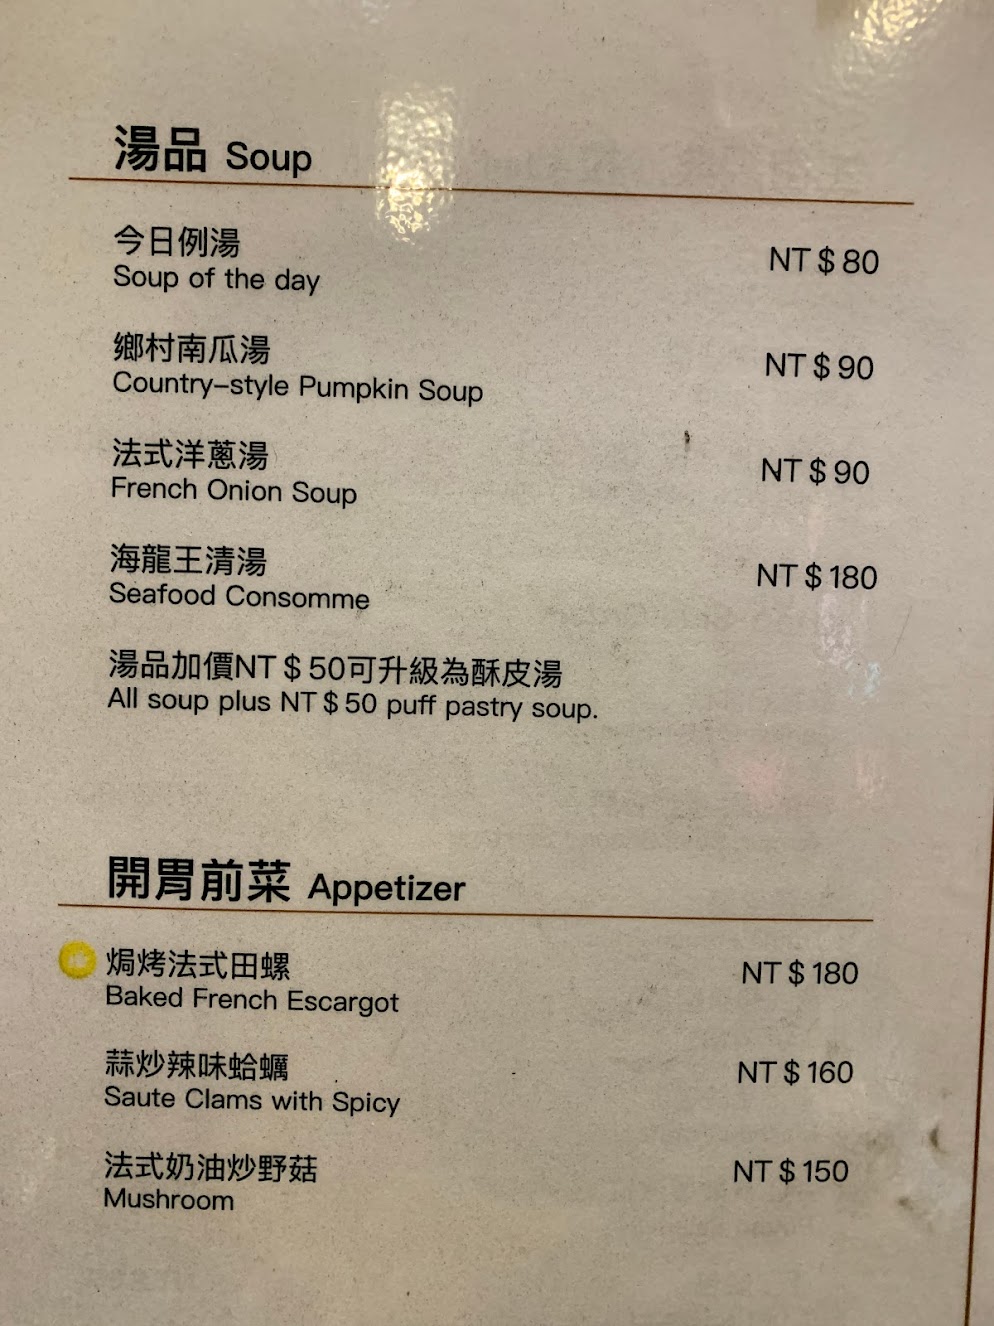 湯品 Soup
今日例湯
Soup of the day
NT$80
鄉村南瓜湯
Country-style Pumpkin Soup
NT$90
法式洋蔥湯
French Onion Soup
NT$90
海龍王清湯
Seafood Consomme
NT$180
湯品加價NT$50可升級為酥皮湯
All soup plus NT$50 puff pastry soup.
開胃前菜 Appetizer
焗烤法式田螺
Baked French Escargot
NT$180
蒜炒辣味蛤蠣
Saute Clams with Spicy
NT$160
法式奶油炒野菇
Mushroom
NT$150